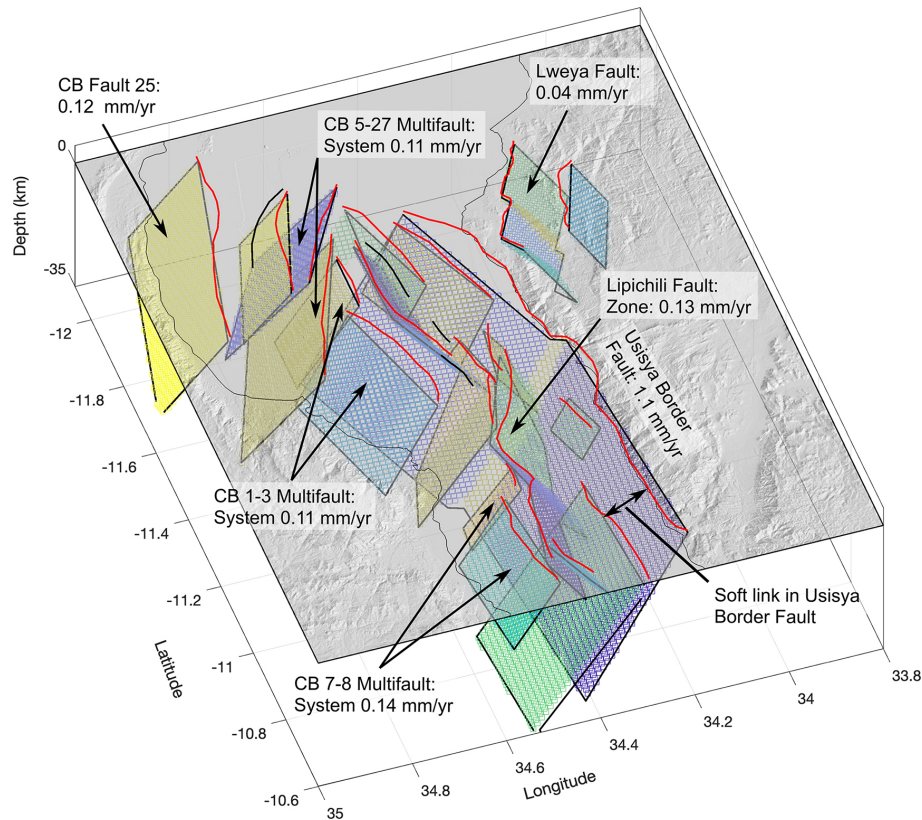 Lweya Fault:
0.04 mm/yr
CB Fault 25:
0.12 mm/yr
CB 5-27 Multifault:
System 0.11 mm/yr
0
Depth (km)
-35
Lipichili Fault:
Zone: 0.13 mm/yr
Usisya Border
Fault: 1.1 mm/yr
-12
-11.8
-11.6
-11.4
-11.2
-11
-10.8
-10.6
Latitude
CB 1-3 Multifault:
System 0.11 mm/yr
Soft link in Usisya
Border Fault
CB 7-8 Multifault:
System 0.14 mm/yr
33.8
34
34.2
34.4
34.6
34.8
35
Longitude